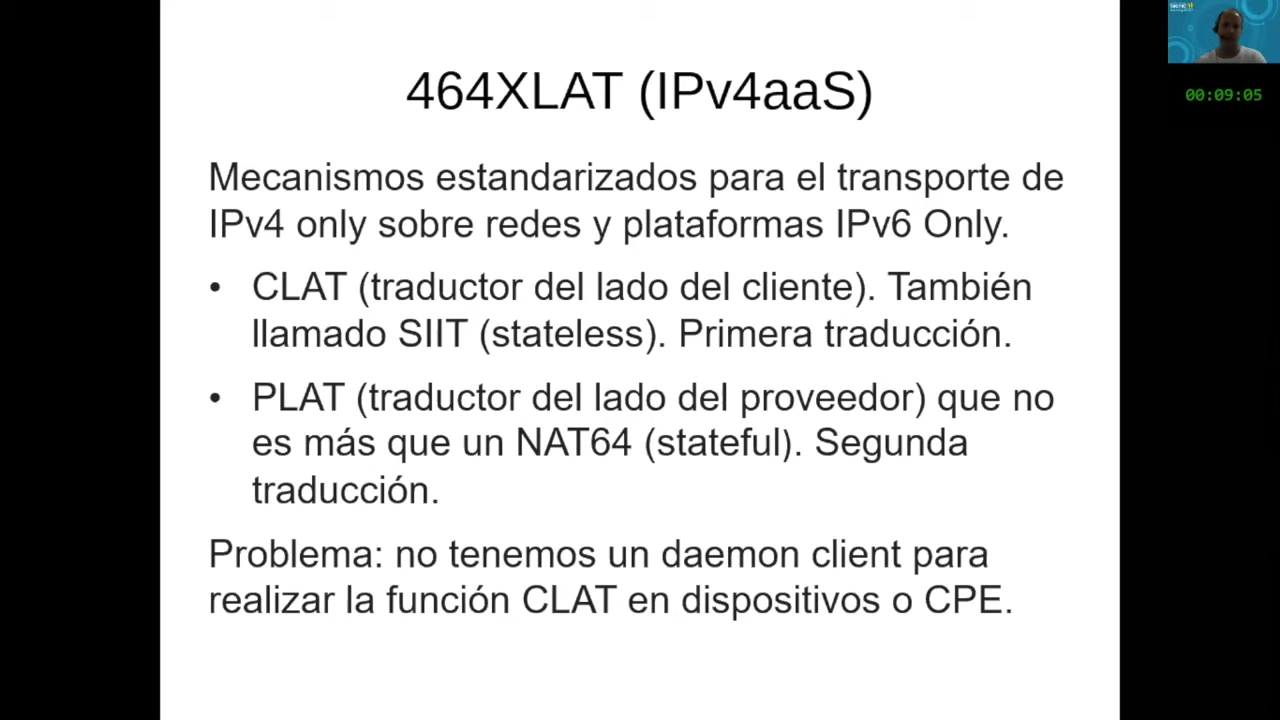 464XLAT (IPv4aaS)
00:09:05
Mecanismos estandarizados para el transporte de
IPv4 only sobre redes y plataformas IPv6 Only.
• CLAT (traductor del lado del cliente). También
llamado SIIT (stateless). Primera traducción.
• PLAT (traductor del lado del proveedor) que no
es más que un NAT64 (stateful). Segunda
traducción.
Problema: no tenemos un daemon client para
realizar la función CLAT en dispositivos o CPE.